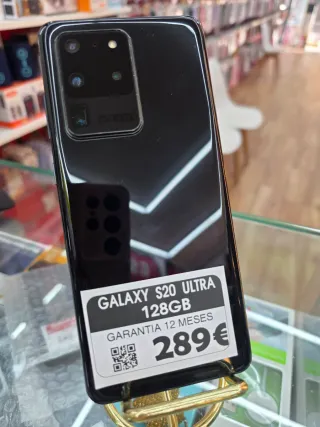 GALAXY S20 ULTRA
128GB
GARANTIA 12 MESES
289€